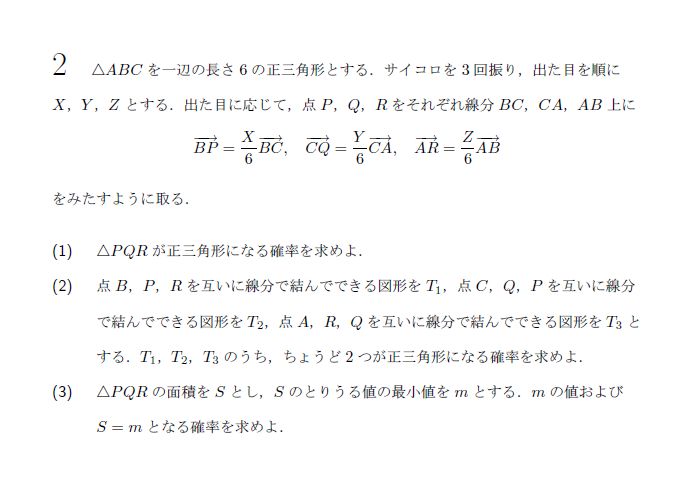 2 △ABC を一辺の長さ 6 の正三角形とする．サイコロを 3 回振り，出た目を順に
X，Y，Z とする．出た目に応じて，点 P，Q，R をそれぞれ線分 BC，CA，AB 上に
$\overrightarrow{BP} = \frac{X}{6}\overrightarrow{BC}, \quad \overrightarrow{CQ} = \frac{Y}{6}\overrightarrow{CA}, \quad \overrightarrow{AR} = \frac{Z}{6}\overrightarrow{AB}$
をみたすように取る．
(1) △PQR が正三角形になる確率を求めよ．
(2) 点 B，P，R を互いに線分で結んでできる図形を T₁，点 C，Q，P を互いに線分
で結んでできる図形を T₂，点 A，R，Q を互いに線分で結んでできる図形を T₃ と
する．T₁，T₂，T₃ のうち，ちょうど 2 つが正三角形になる確率を求めよ．
(3) △PQR の面積を S とし，S のとりうる値の最小値を m とする．m の値および
S = m となる確率を求めよ．